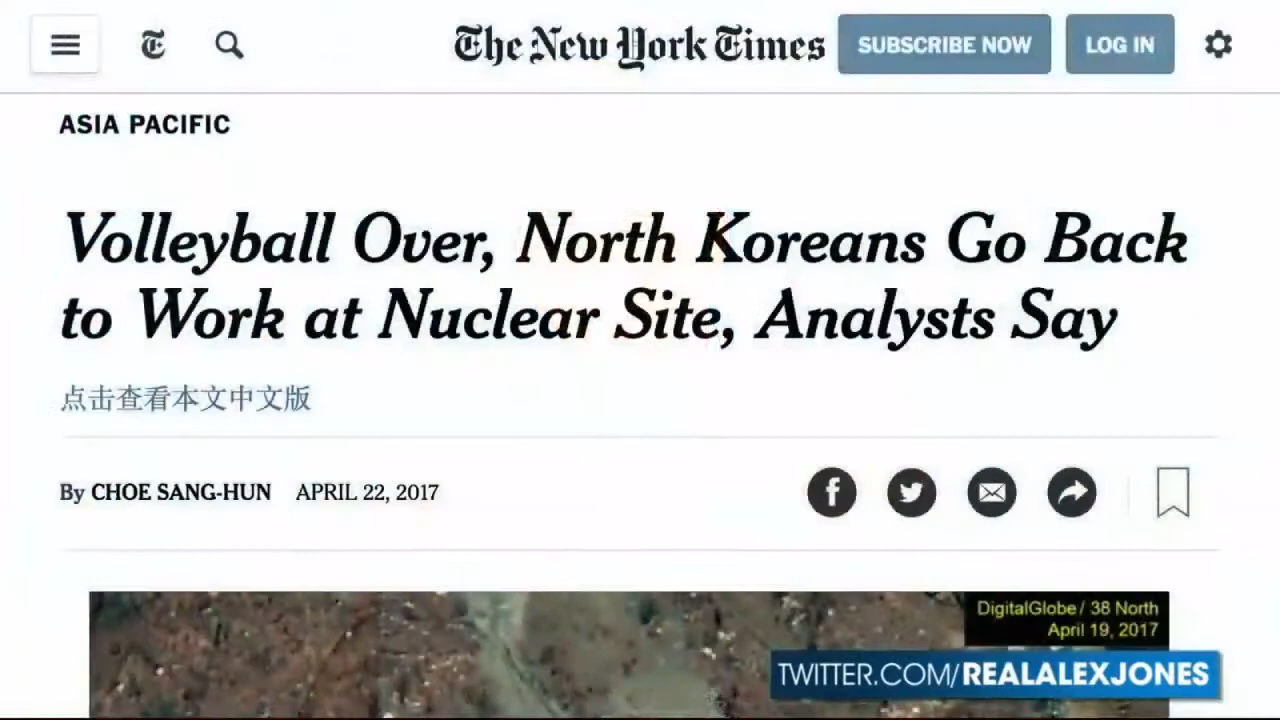 The New York Times
SUBSCRIBE NOW
LOG IN
ASIA PACIFIC
Volleyball Over, North Koreans Go Back
to Work at Nuclear Site, Analysts Say
点击查看本文中文版
By CHOE SANG-HUN APRIL 22, 2017
DigitalGlobe / 38 North
April 19, 2017
TWITTER.COM/REALALEXJONES